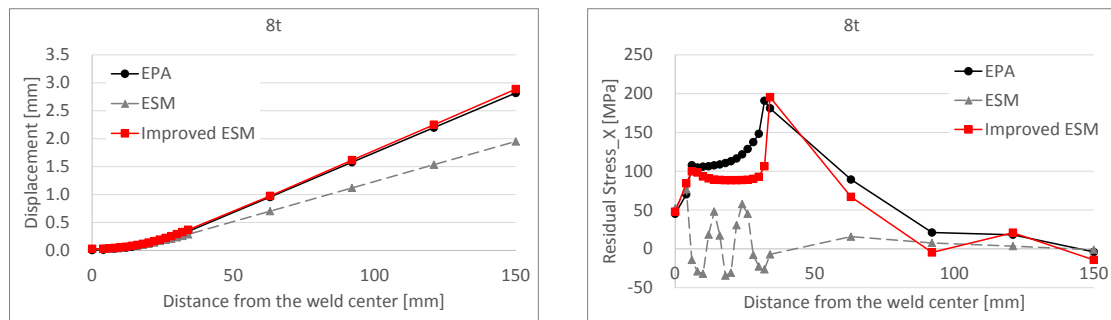 8t
Displacement [mm]
3.5
3.0
2.5
2.0
1.5
1.0
0.5
0.0
EPA
ESM
Improved ESM
0
50
100
150
Distance from the weld center [mm]
8t
Residual Stress_X [MPa]
250
200
150
100
50
0
-50
EPA
ESM
Improved ESM
0
50
100
150
Distance from the weld center [mm]